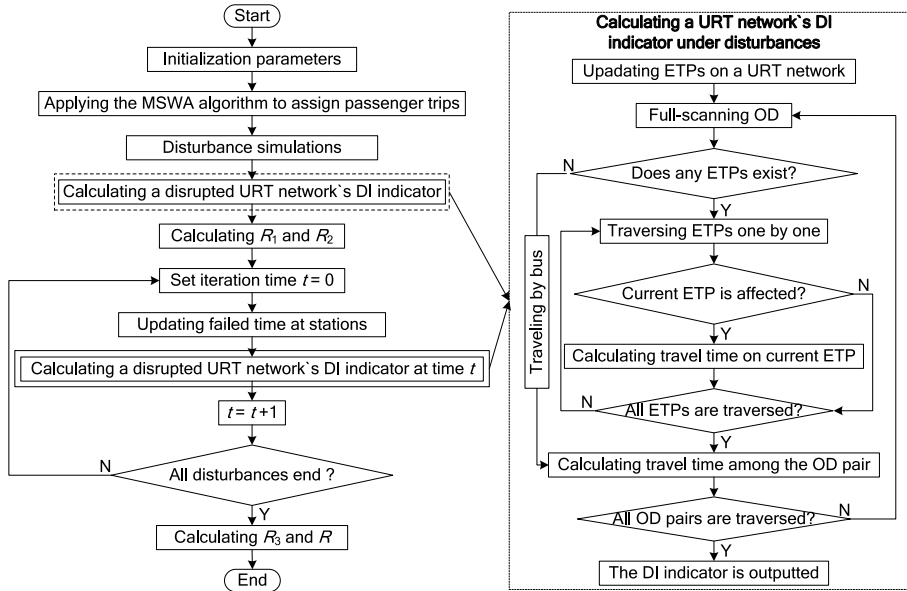 Start
Initialization parameters
Applying the MSWA algorithm to assign passenger trips
Disturbance simulations
Calculating a disrupted URT network`s DI indicator
Calculating R₁ and R₂
Set iteration time t = 0
Updating failed time at stations
Calculating a disrupted URT network`s DI indicator at time t
t = t +1
All disturbances end ?
N
Y
Calculating R₃ and R
End
Calculating a URT network`s DI
indicator under disturbances
Upadating ETPs on a URT network
Full-scanning OD
Does any ETPs exist?
N
Y
Traveling by bus
Traversing ETPs one by one
Current ETP is affected?
N
Y
Calculating travel time on current ETP
All ETPs are traversed?
N
Y
Calculating travel time among the OD pair
All OD pairs are traversed?
N
Y
The DI indicator is outputted